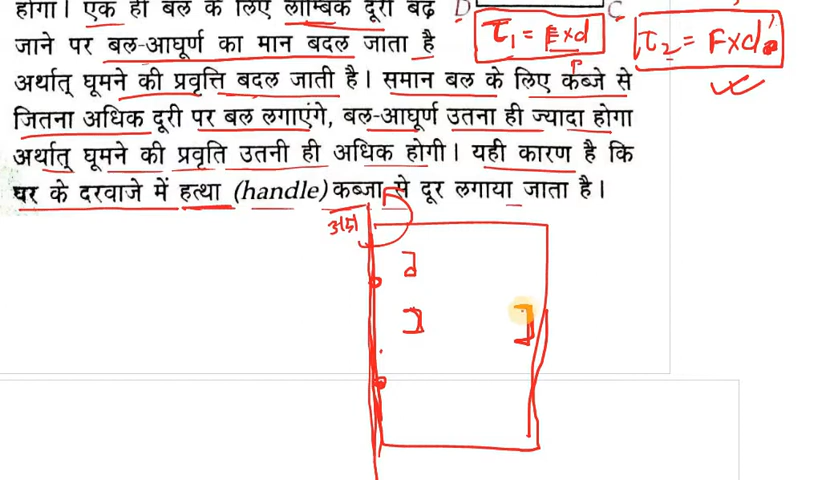 होगा। एक ही बल के लिए लाम्बिक दूरी बढ़
D C
τ₁ = F×d
τ₂ = F×d'
जाने पर बल-आघूर्ण का मान बदल जाता है
अर्थात् घूमने की प्रवृत्ति बदल जाती है। समान बल के लिए कब्जे से
जितना अधिक दूरी पर बल लगाएंगे, बल-आघूर्ण उतना ही ज्यादा होगा
अर्थात् घूमने की प्रवृति उतनी ही अधिक होगी। यही कारण है कि
घर के दरवाजे में हत्था (handle) कब्जा से दूर लगाया जाता है।
अक्ष